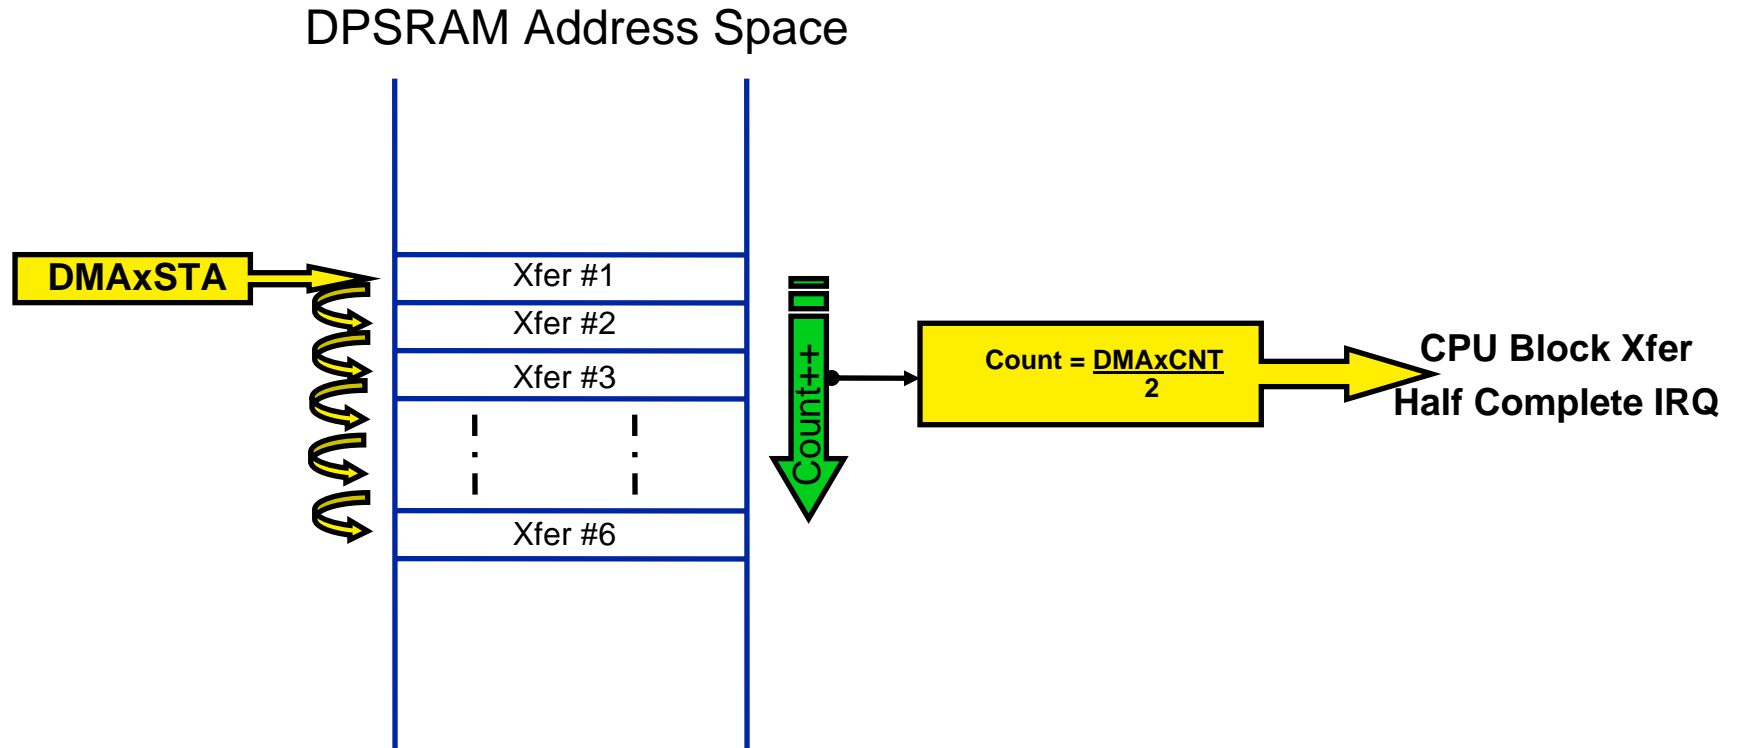 DPSRAM Address Space
DMAxSTA
Xfer #1
Xfer #2
Xfer #3
Xfer #6
Count++
Count = DMAxCNT
2
CPU Block Xfer
Half Complete IRQ